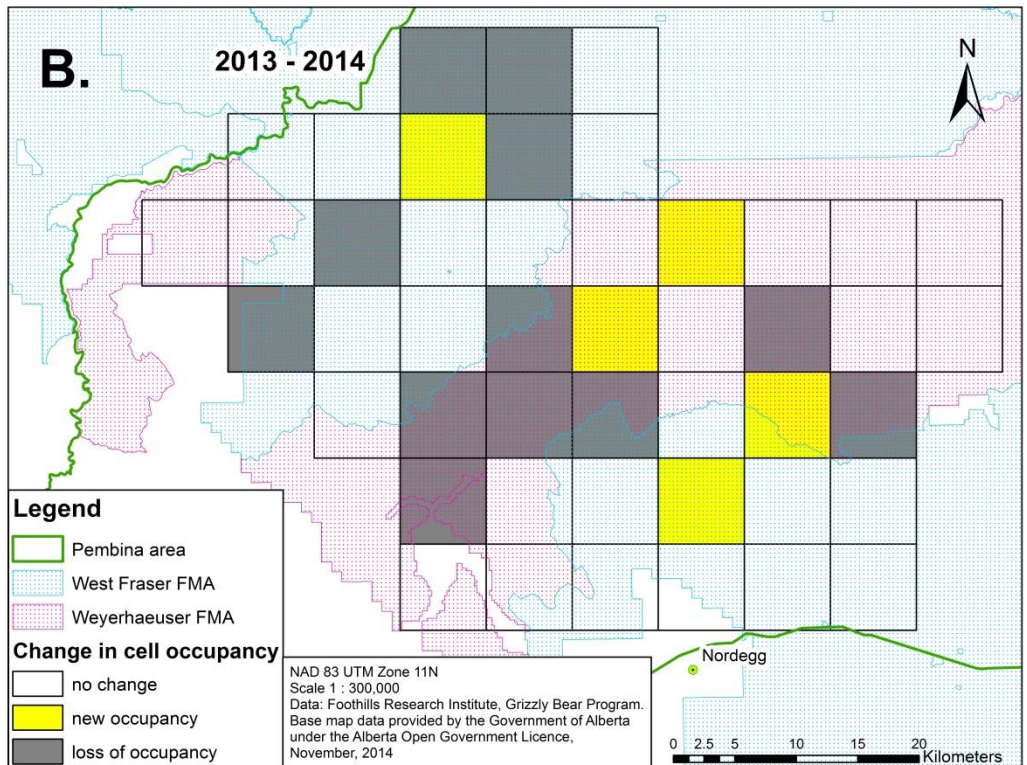 B.
2013 - 2014
N
Legend
Pembina area
West Fraser FMA
Weyerhaeuser FMA
Change in cell occupancy
no change
new occupancy
loss of occupancy
NAD 83 UTM Zone 11N
Scale 1 : 300,000
Data: Foothills Research Institute, Grizzly Bear Program.
Base map data provided by the Government of Alberta
under the Alberta Open Government Licence,
November, 2014
Nordegg
0 2.5 5 10 15 20
Kilometers